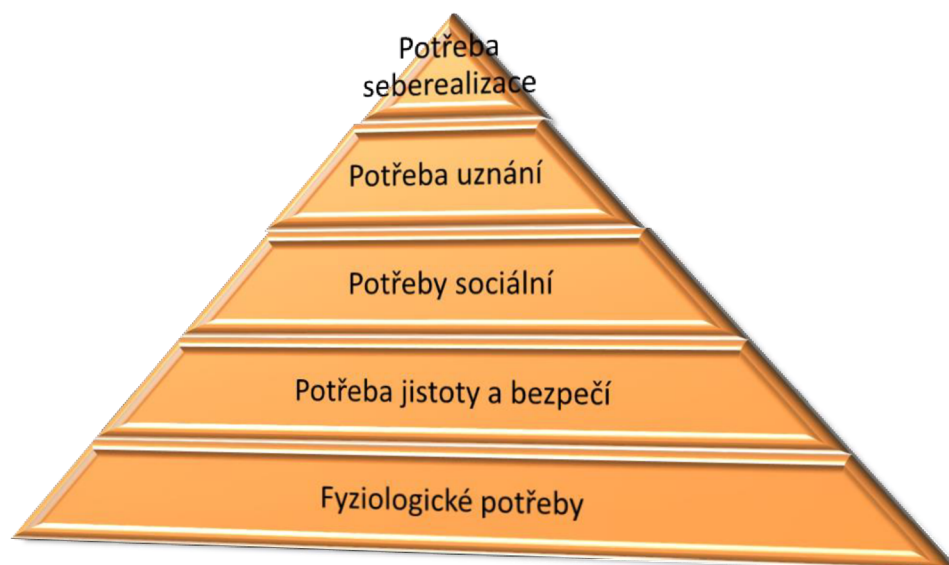 Potřeba
seberealizace
Potřeba uznání
Potřeby sociální
Potřeba jistoty a bezpečí
Fyziologické potřeby